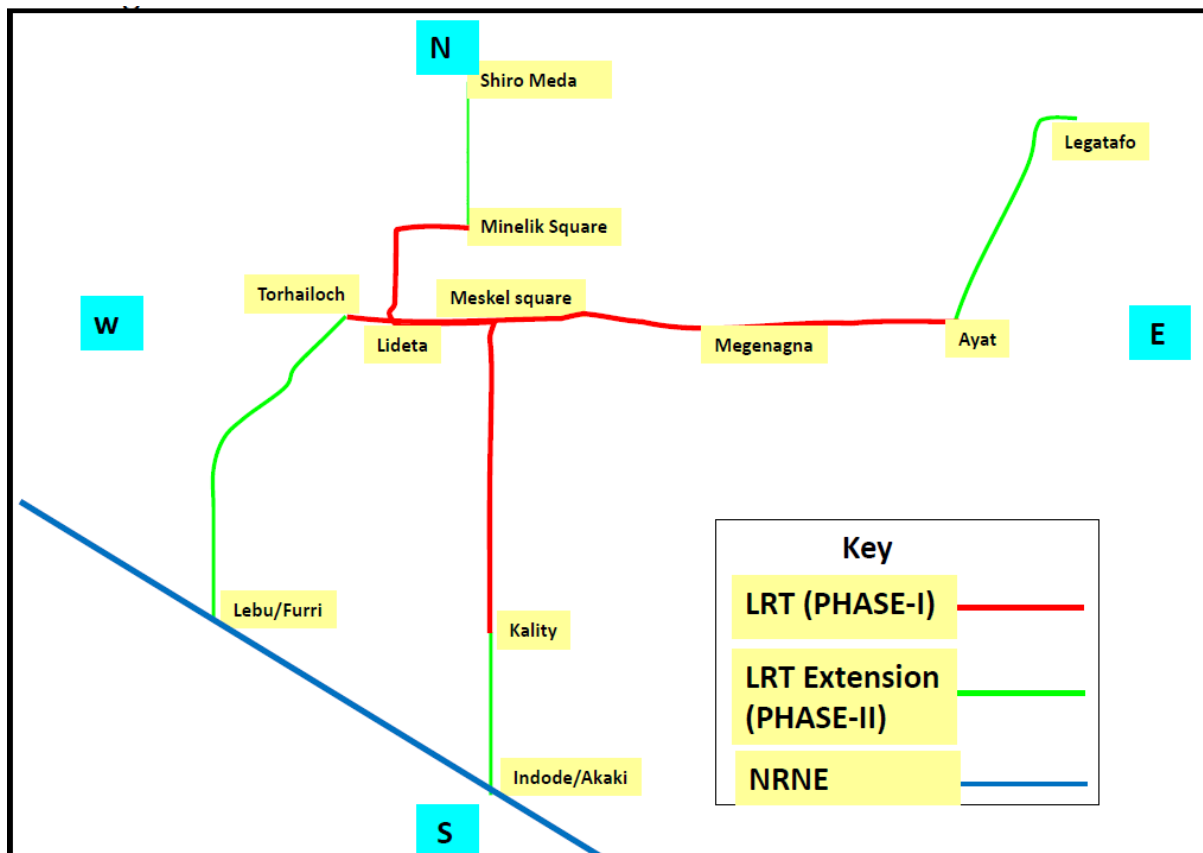 N
Shiro Meda
Legatafo
Minelik Square
Torhailoch
Meskel square
W
Lideta
Megenagna
Ayat
E
Key
LRT (PHASE-I)
Lebu/Furri
Kality
LRT Extension
(PHASE-II)
Indode/Akaki
NRNE
S